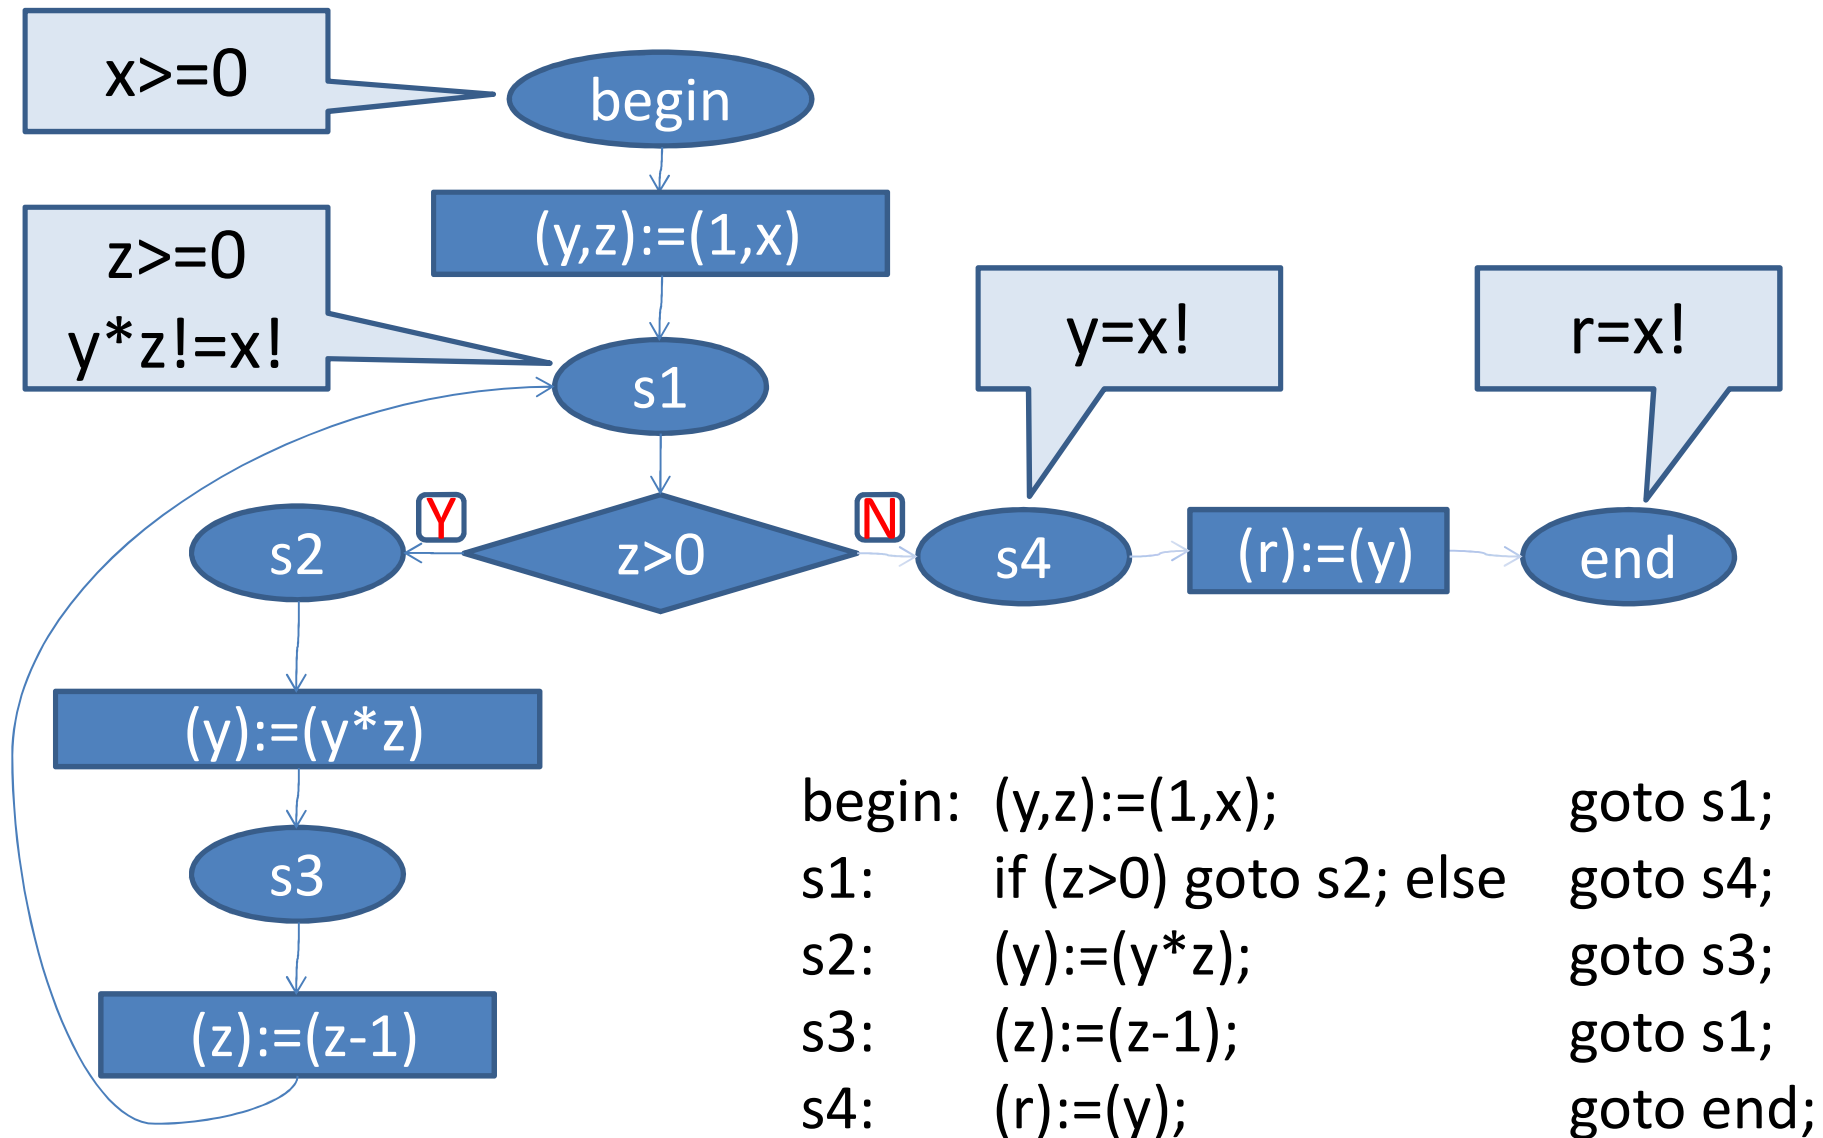 x>=0
begin
(y,z):=(1,x)
z>=0
y*z!=x!
y=x!
r=x!
s1
Y
N
s2
z>0
s4
(r):=(y)
end
(y):=(y*z)
s3
(z):=(z-1)
begin: (y,z):=(1,x); goto s1;
s1: if (z>0) goto s2; else goto s4;
s2: (y):=(y*z); goto s3;
s3: (z):=(z-1); goto s1;
s4: (r):=(y); goto end;